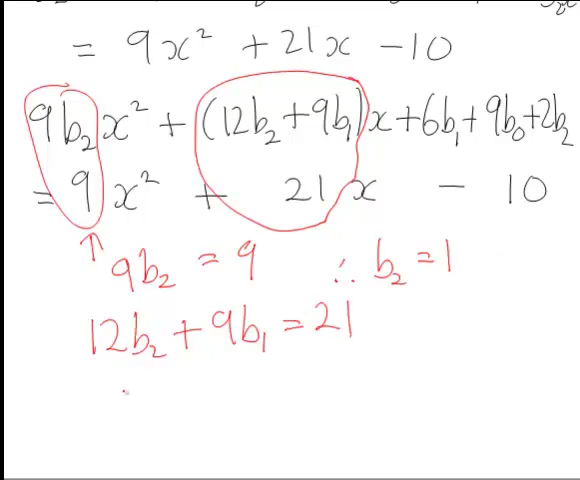 = 9x² + 21x - 10
9b₂x² + (12b₂ + 9b₁)x + 6b₁ + 9b₀ + 2b₂
= 9x² + 21x - 10
↑ 9b₂ = 9 ∴ b₂ = 1
12b₂ + 9b₁ = 21